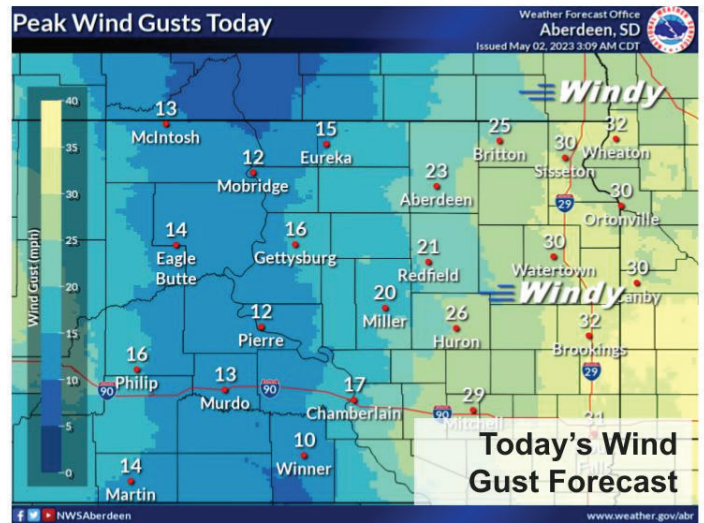 Peak Wind Gusts Today
Weather Forecast Office
Aberdeen, SD
Issued May 02, 2023 3:09 AM CDT
Windy
40
35
30
25
20
15
10
5
0
Wind Gust (mph)
13
McIntosh
15
Eureka
25
Britton
30
Sisseton
32
Wheaton
12
Mobridge
23
Aberdeen
29
30
Ortonville
14
Eagle
Butte
16
Gettysburg
21
Redfield
30
Watertown
30
Canby
Windy
20
Miller
26
Huron
32
Brookings
12
Pierre
16
Philip
90
13
Murdo
90
17
Chamberlain
90
29
Mitchell
29
31
Falls
10
Winner
14
Martin
Today's Wind
Gust Forecast
NWSAberdeen
www.weather.gov/abr